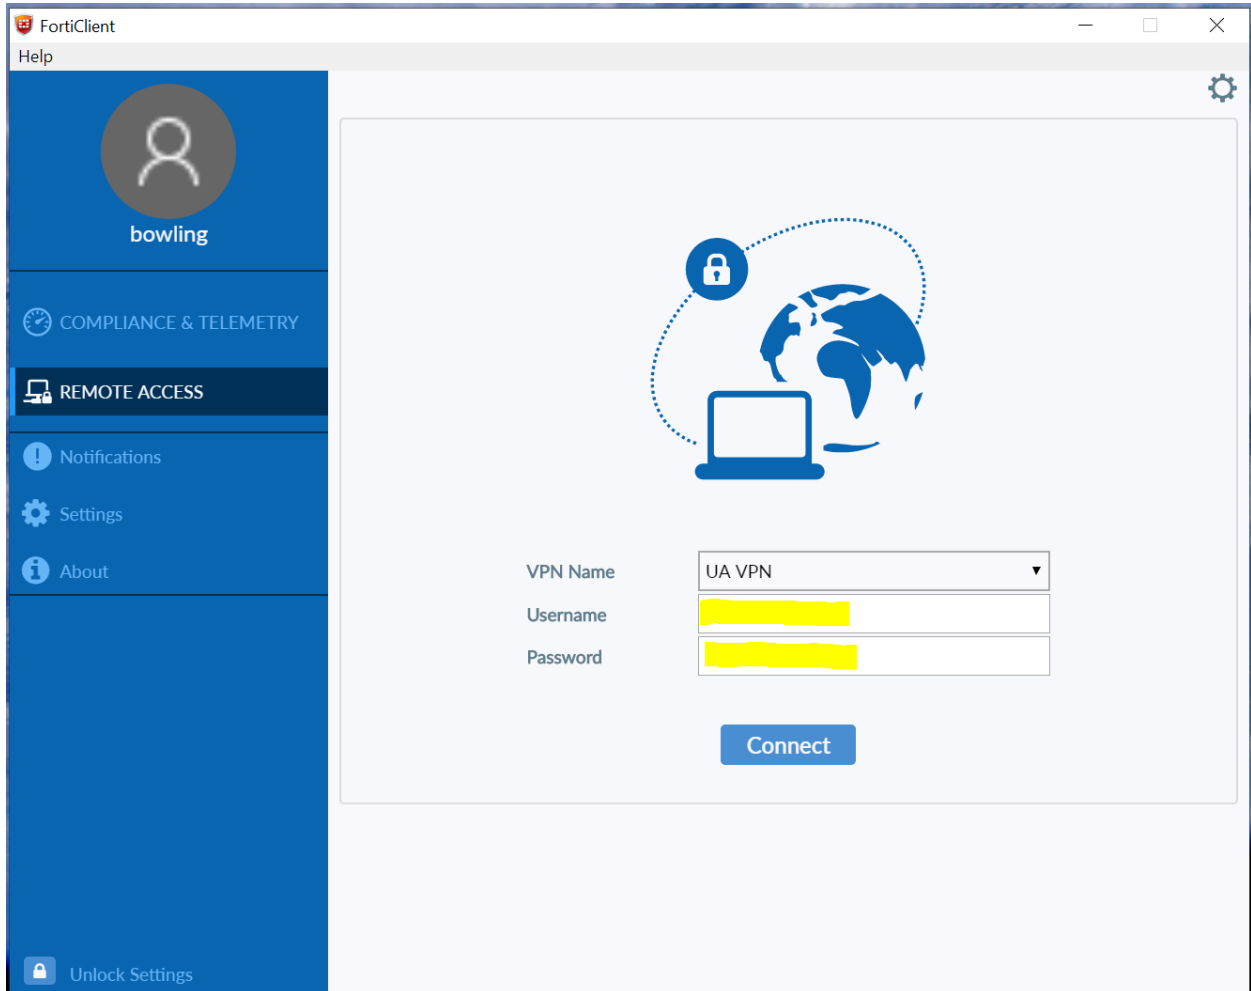 FortiClient
Help
bowling
COMPLIANCE & TELEMETRY
REMOTE ACCESS
Notifications
Settings
About
VPN Name
UA VPN
Username
Password
Connect
Unlock Settings